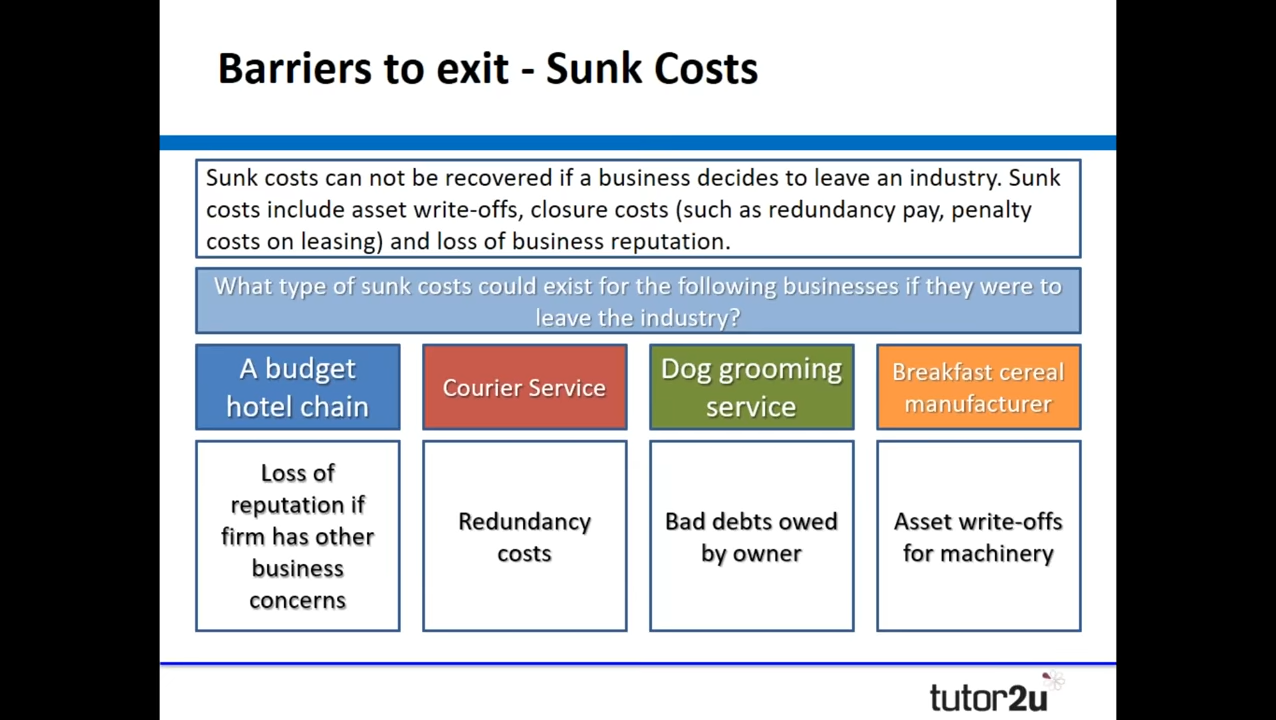 Barriers to exit - Sunk Costs
Sunk costs can not be recovered if a business decides to leave an industry. Sunk
costs include asset write-offs, closure costs (such as redundancy pay, penalty
costs on leasing) and loss of business reputation.
What type of sunk costs could exist for the following businesses if they were to
leave the industry?
A budget
hotel chain
Courier Service
Dog grooming
service
Breakfast cereal
manufacturer
Loss of
reputation if
firm has other
business
concerns
Redundancy
costs
Bad debts owed
by owner
Asset write-offs
for machinery
tutor2u